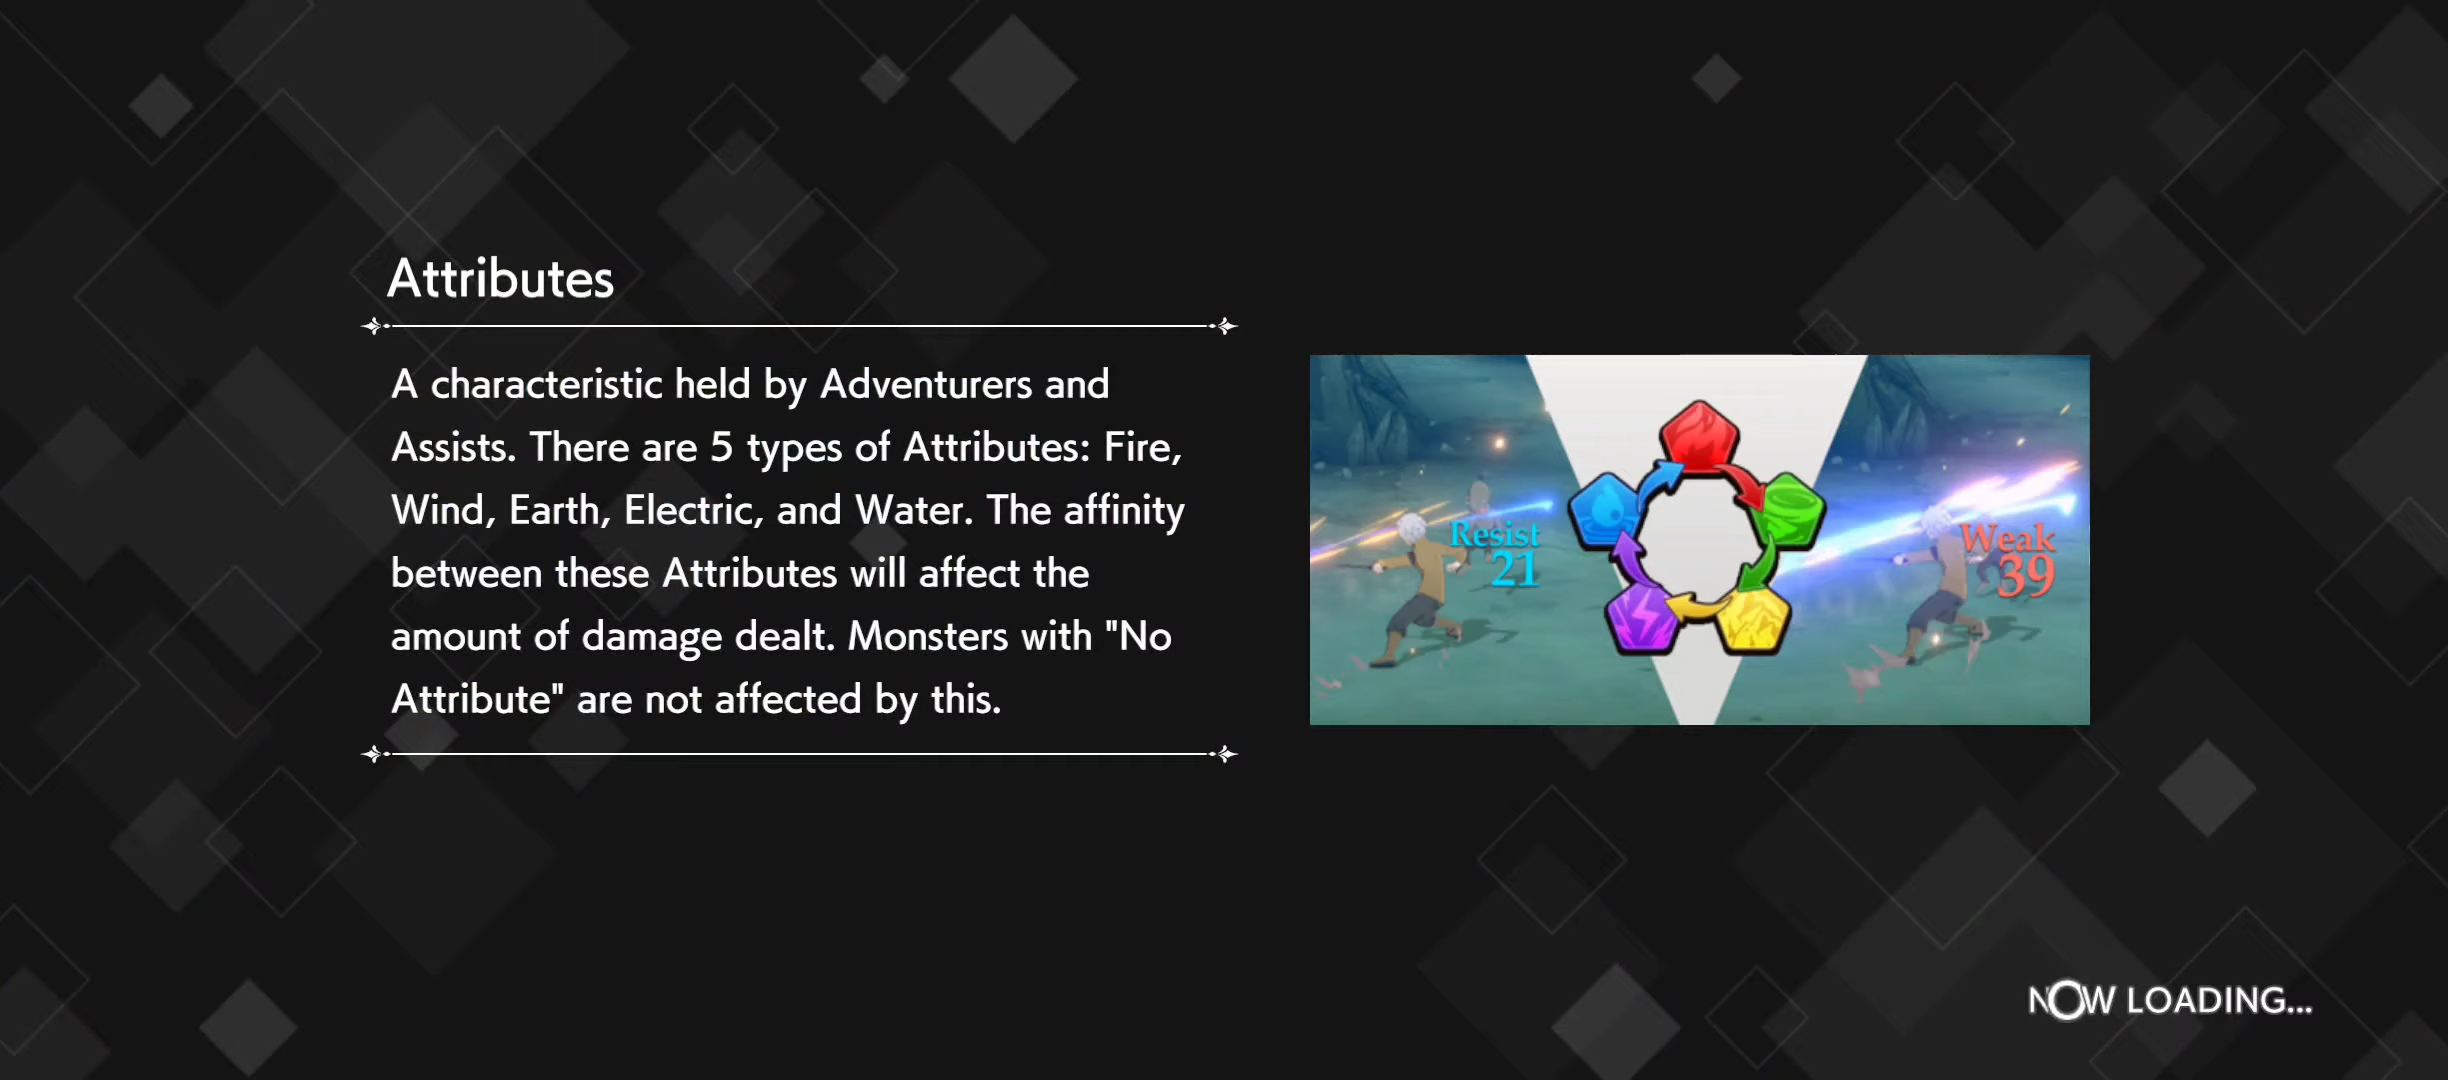 Attributes
A characteristic held by Adventurers and
Assists. There are 5 types of Attributes: Fire,
Wind, Earth, Electric, and Water. The affinity
between these Attributes will affect the
amount of damage dealt. Monsters with "No
Attribute" are not affected by this.
Resist
21
Weak
39
NOW LOADING...